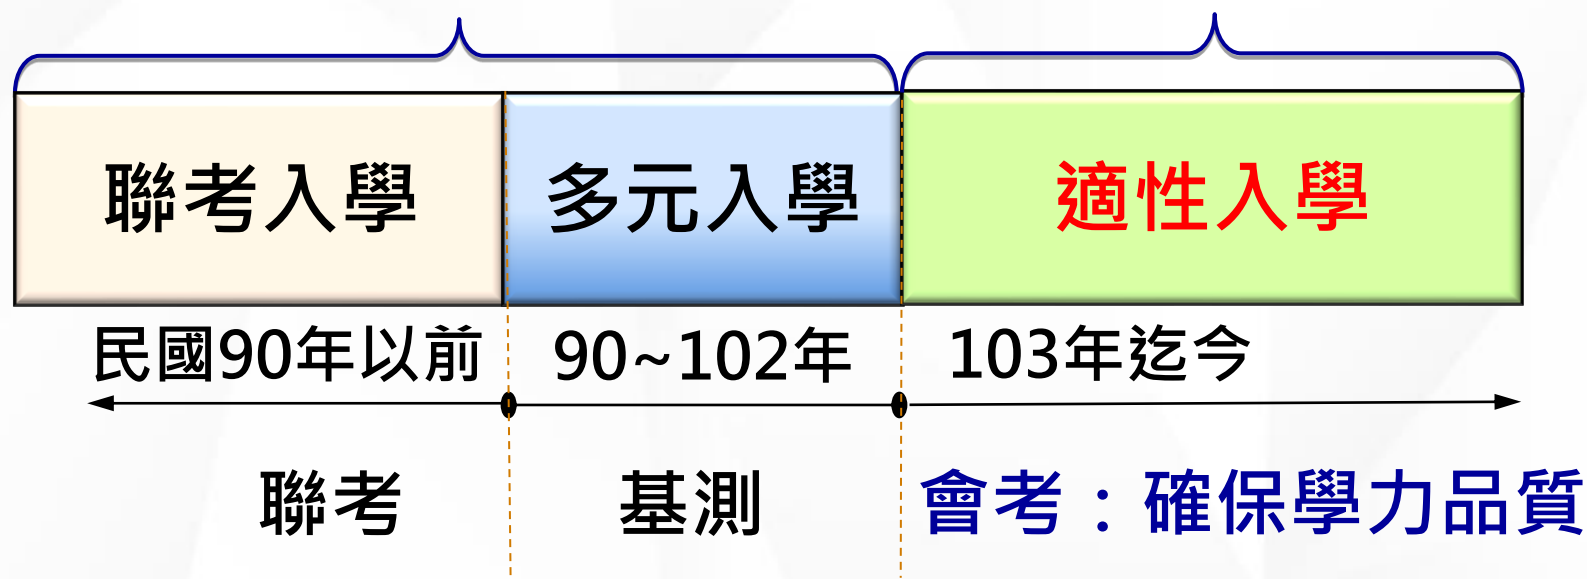 聯考入學 多元入學 適性入學
民國90年以前 90~102年 103年迄今
聯考 基測 會考：確保學力品質